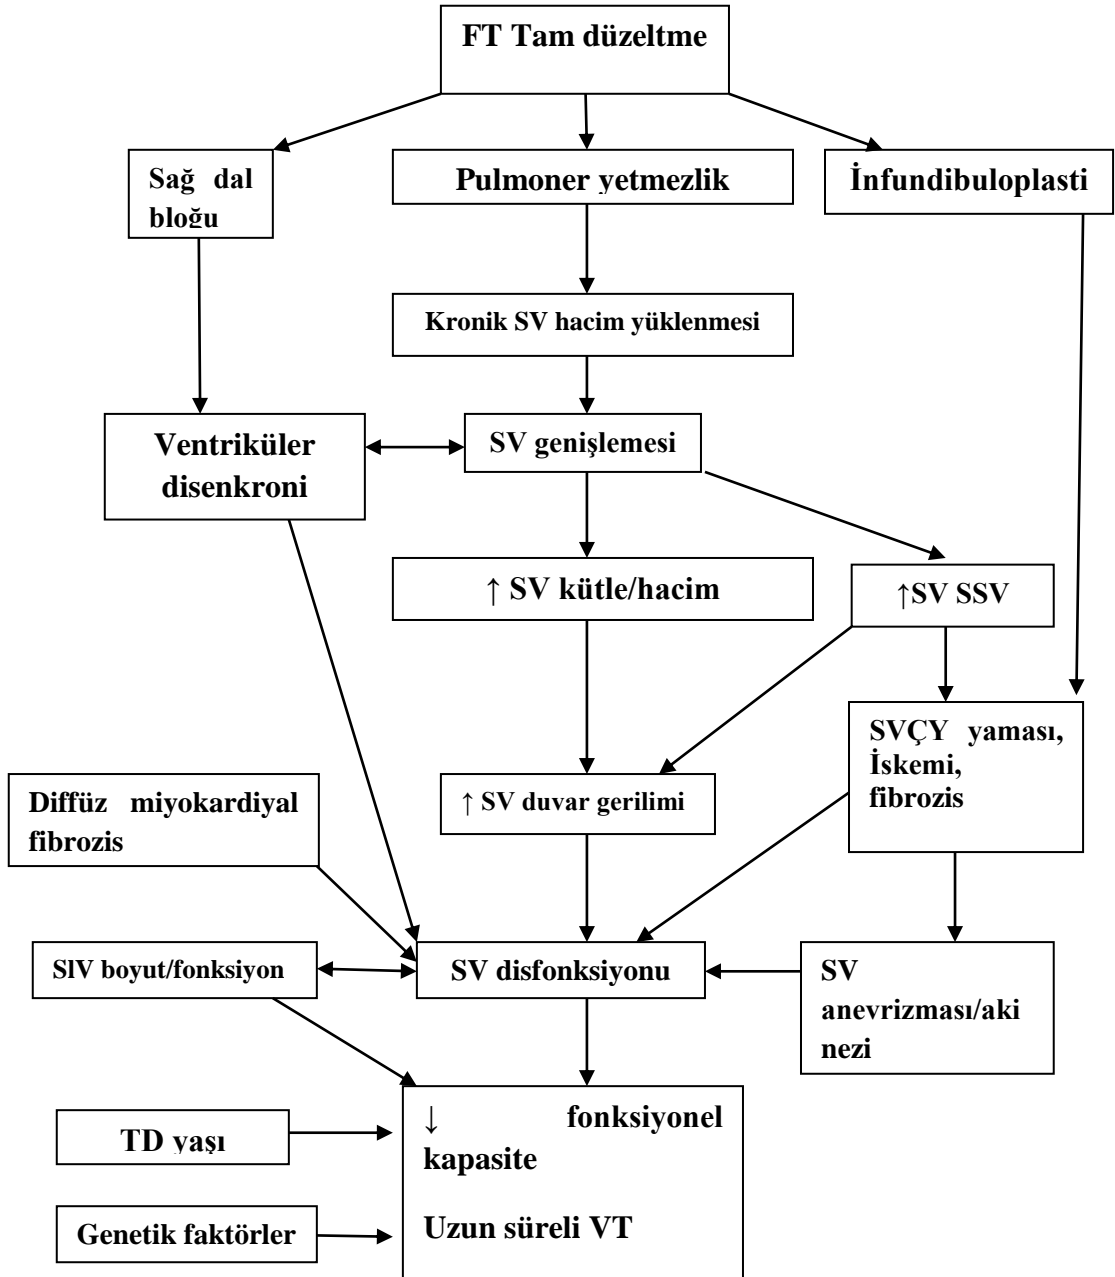 FT Tam düzeltme
Sağ dal
bloğu
Pulmoner yetmezlik
İnfundibuloplasti
Kronik SV hacim yüklenmesi
Ventriküler
disenkroni
SV genişlemesi
↑ SV kütle/hacim
↑SV SSV
SVÇY yaması,
İskemi,
fibrozis
Diffüz miyokardiyal
fibrozis
↑ SV duvar gerilimi
SlV boyut/fonksiyon
SV disfonksiyonu
SV
anevrizması/aki
nezi
↓ fonksiyonel
kapasite
Uzun süreli VT
TD yaşı
Genetik faktörler